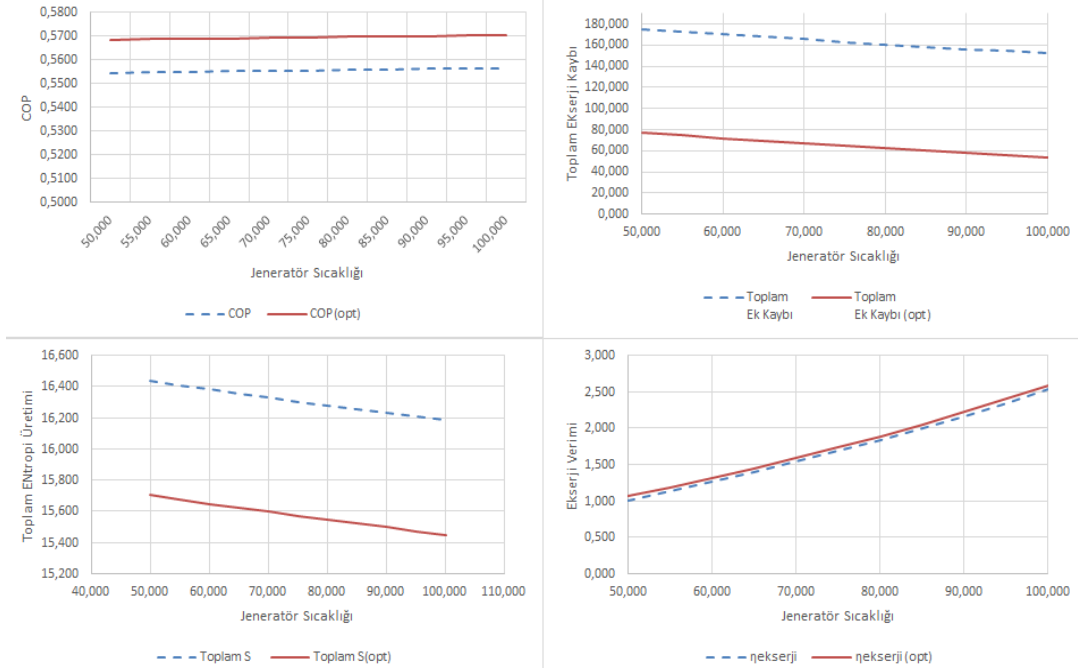 0,5800
0,5700
0,5600
0,5500
0,5400
0,5300
0,5200
0,5100
0,5000
COP
50,000
55,000
60,000
65,000
70,000
75,000
80,000
85,000
90,000
95,000
100,000
Jeneratör Sıcaklığı
COP COP(opt)
180,000
160,000
140,000
120,000
100,000
80,000
60,000
40,000
20,000
0,000
Toplam EKserji Kaybı
50,000 60,000 70,000 80,000 90,000 100,000
Jeneratör Sıcaklığı
Toplam Toplam
Ek Kaybı Ek Kaybı (opt)
16,600
16,400
16,200
16,000
15,800
15,600
15,400
15,200
Toplam ENtropi Üretimi
40,000 50,000 60,000 70,000 80,000 90,000 100,000 110,000
Jeneratör Sıcaklığı
Toplam S Toplam S(opt)
3,000
2,500
2,000
1,500
1,000
0,500
0,000
Ekserji Verimi
50,000 60,000 70,000 80,000 90,000 100,000
Jeneratör Sıcaklığı
ηekserji ηekserji (opt)